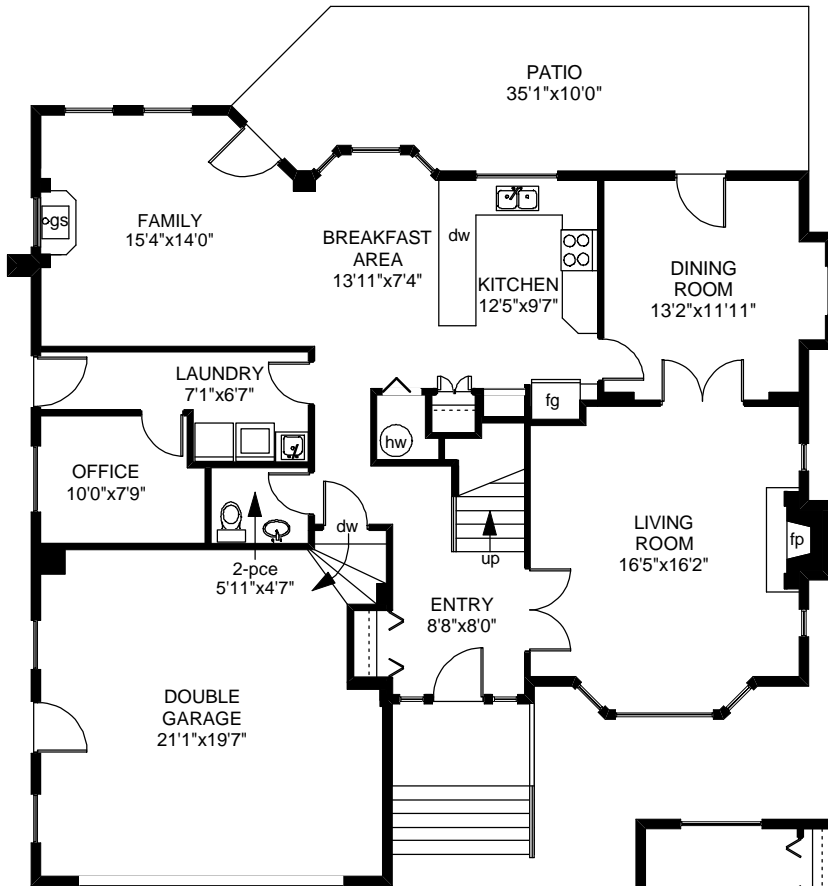 PATIO
35'1"x10'0"
FAMILY
15'4"x14'0"
gs
BREAKFAST
AREA
13'11"x7'4"
dw
KITCHEN
12'5"x9'7"
DINING
ROOM
13'2"x11'11"
LAUNDRY
7'1"x6'7"
fg
hw
OFFICE
10'0"x7'9"
dw
2-pce
5'11"x4'7"
up
LIVING
ROOM
16'5"x16'2"
fp
ENTRY
8'8"x8'0"
DOUBLE
GARAGE
21'1"x19'7"